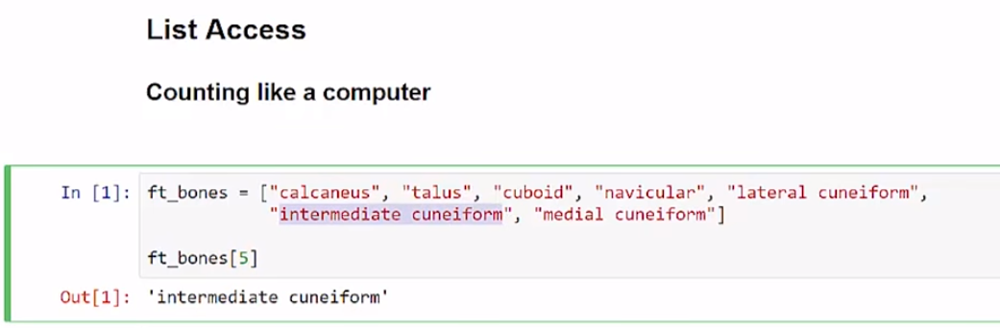 List Access
Counting like a computer
In [1]: ft_bones = ["calcaneus", "talus", "cuboid", "navicular", "lateral cuneiform",
"intermediate cuneiform", "medial cuneiform"]
ft_bones[5]
Out[1]: 'intermediate cuneiform'